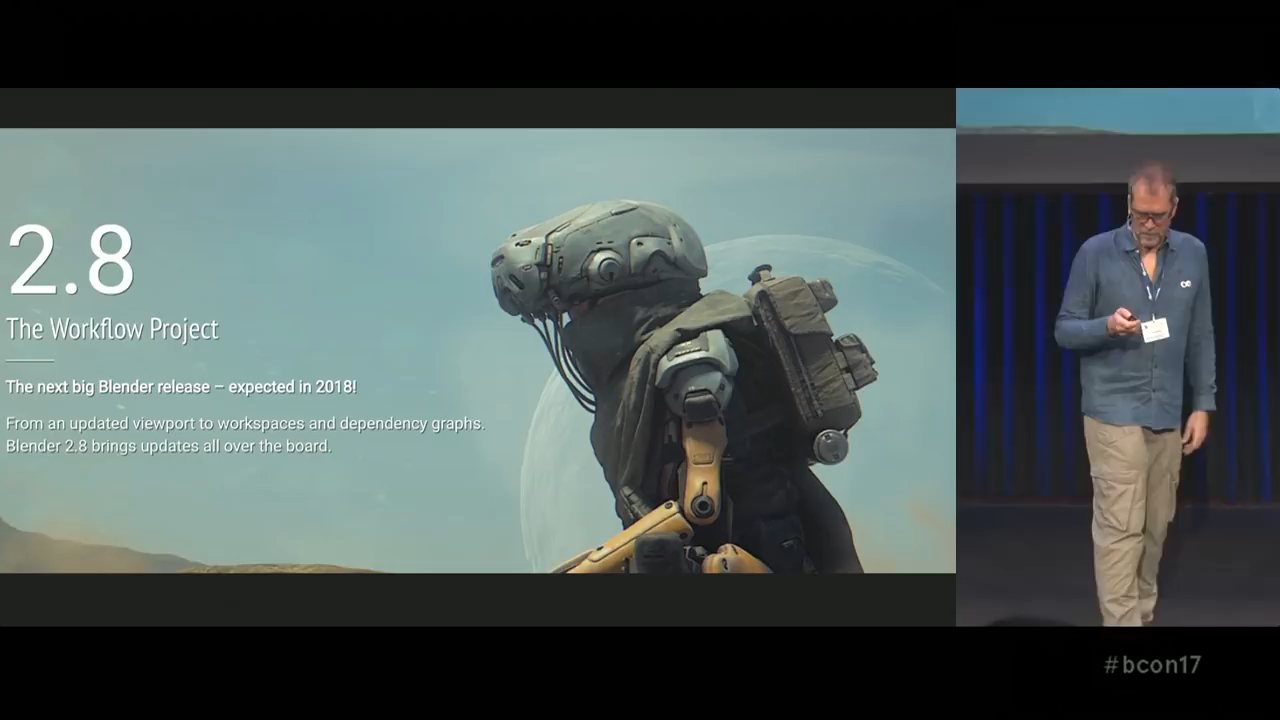 2.8
The Workflow Project
The next big Blender release – expected in 2018!
From an updated viewport to workspaces and dependency graphs.
Blender 2.8 brings updates all over the board.
#bcon17